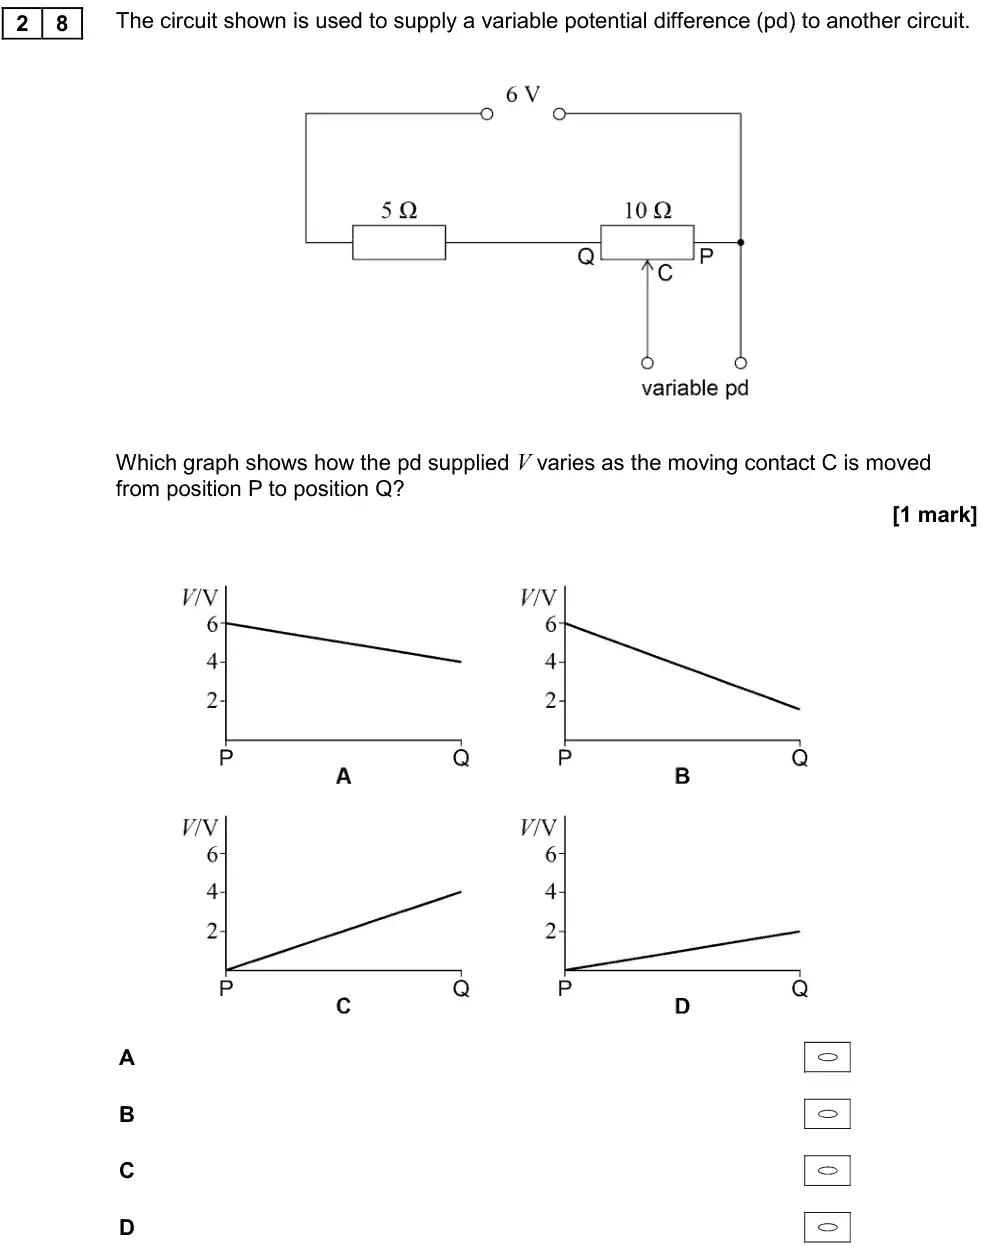 2 8 The circuit shown is used to supply a variable potential difference (pd) to another circuit.
6 V
5 Ω 10 Ω
Q P
C
variable pd
Which graph shows how the pd supplied V varies as the moving contact C is moved
from position P to position Q?
[1 mark]
V/V V/V
6 6
4 4
2 2
P Q P Q
A B
V/V V/V
6 6
4 4
2 2
P Q P Q
C D
A
B
C
D